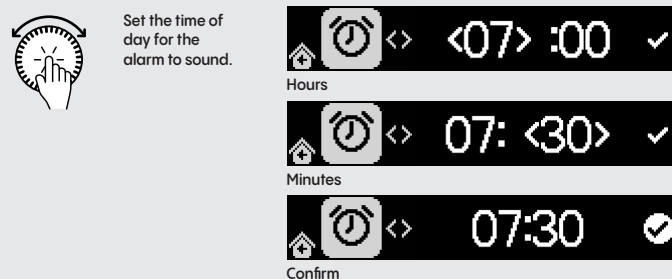 Set the time of
day for the
alarm to sound.
<07> :00
Hours
07: <30>
Minutes
07:30
Confirm